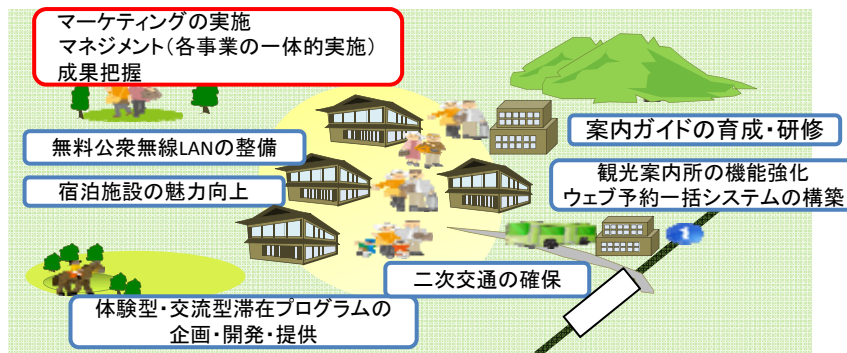 マーケティングの実施
マネジメント（各事業の一体的実施）
成果把握
無料公衆無線LANの整備
案内ガイドの育成・研修
宿泊施設の魅力向上
観光案内所の機能強化
ウェブ予約一括システムの構築
二次交通の確保
体験型・交流型滞在プログラムの
企画・開発・提供